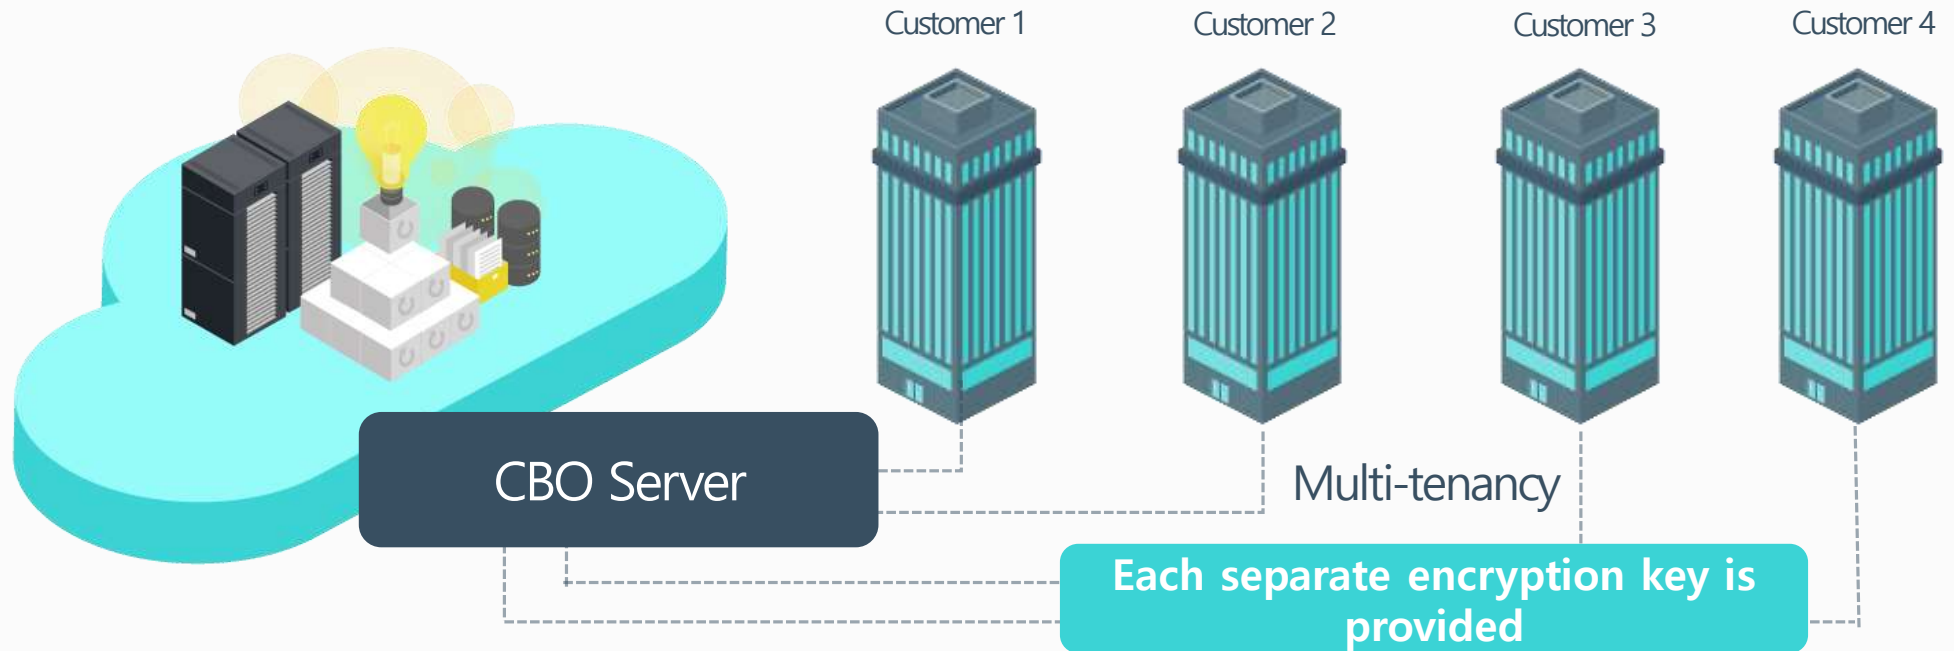 Customer 1
Customer 2
Customer 3
Customer 4
CBO Server
Multi-tenancy
Each separate encryption key is
provided